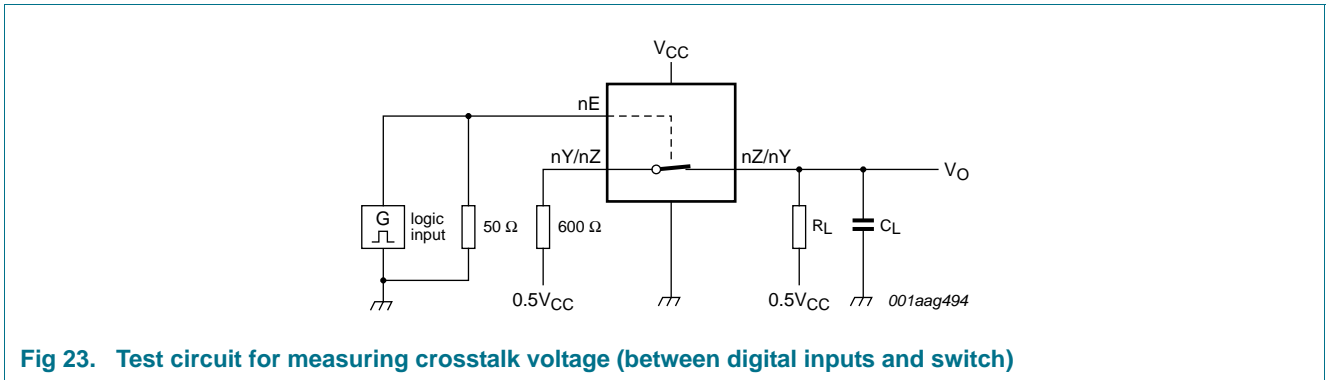 VCC
nE
nY/nZ
nZ/nY
VO
G
logic
input
50 Ω
600 Ω
RL
CL
0.5VCC
0.5VCC
001aag494
Fig 23. Test circuit for measuring crosstalk voltage (between digital inputs and switch)